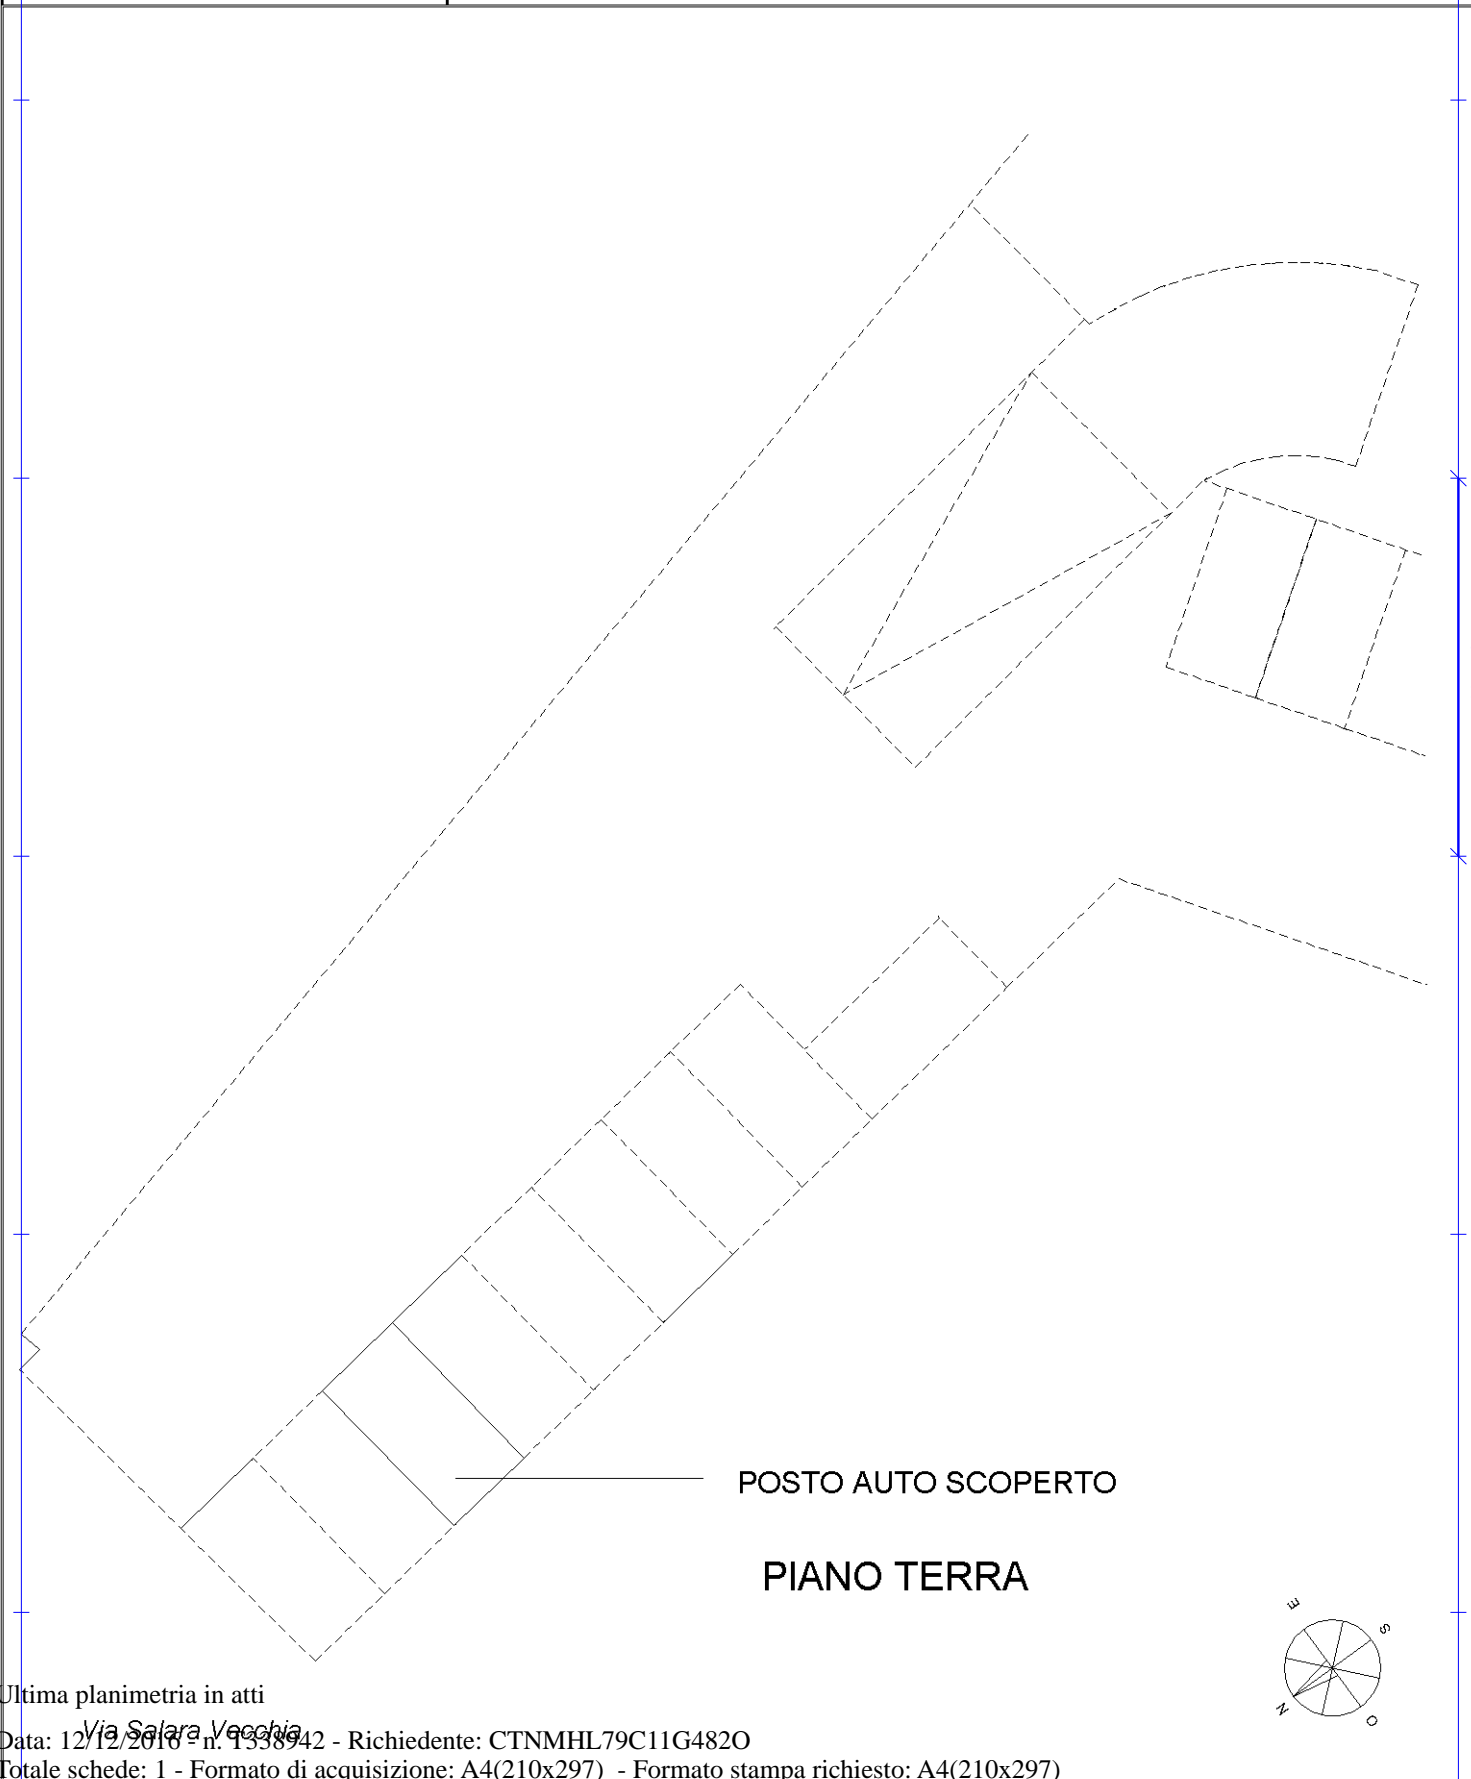 POSTO AUTO SCOPERTO
PIANO TERRA
E
S
N
O
Ultima planimetria in atti
Via Salara Vecchia
Data: 12/12/2016 - n. T338942 - Richiedente: CTNMHL79C11G482O
Totale schede: 1 - Formato di acquisizione: A4(210x297) - Formato stampa richiesto: A4(210x297)